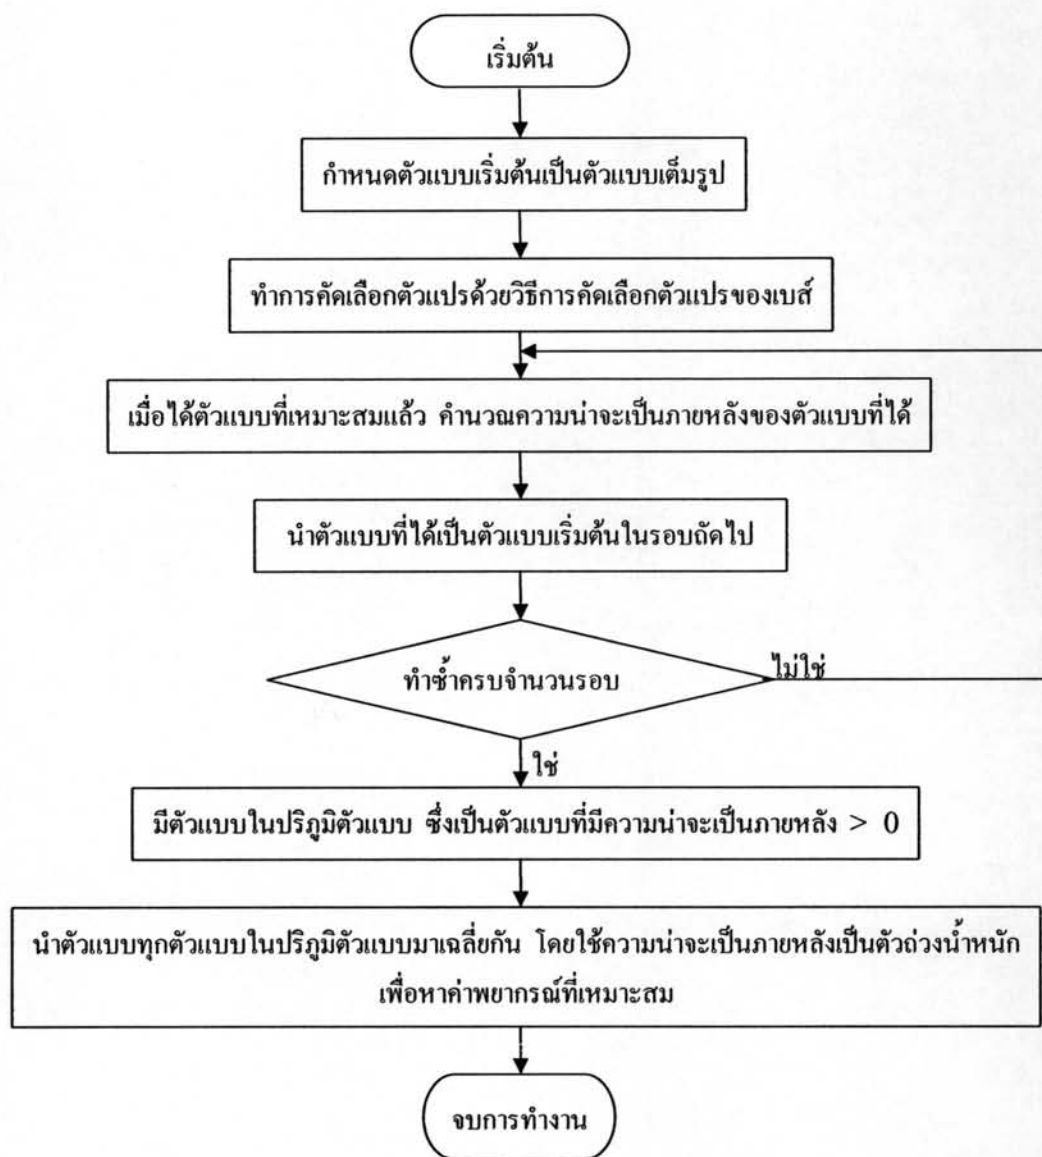 เริ่มต้น
กำหนดตัวแบบเริ่มต้นเป็นตัวแบบเต็มรูป
ทำการคัดเลือกตัวแปรด้วยวิธีการคัดเลือกตัวแปรของเบส์
เมื่อได้ตัวแบบที่เหมาะสมแล้ว คำนวณความน่าจะเป็นภายหลังของตัวแบบที่ได้
นำตัวแบบที่ได้เป็นตัวแบบเริ่มต้นในรอบถัดไป
ทำซ้ำครบจำนวนรอบ
ไม่ใช่
ใช่
มีตัวแบบในปริภูมิตัวแบบ ซึ่งเป็นตัวแบบที่มีความน่าจะเป็นภายหลัง > 0
นำตัวแบบทุกตัวแบบในปริภูมิตัวแบบมาเฉลี่ยกัน โดยใช้ความน่าจะเป็นภายหลังเป็นตัวถ่วงน้ำหนัก
เพื่อหาค่าพยากรณ์ที่เหมาะสม
จบการทำงาน